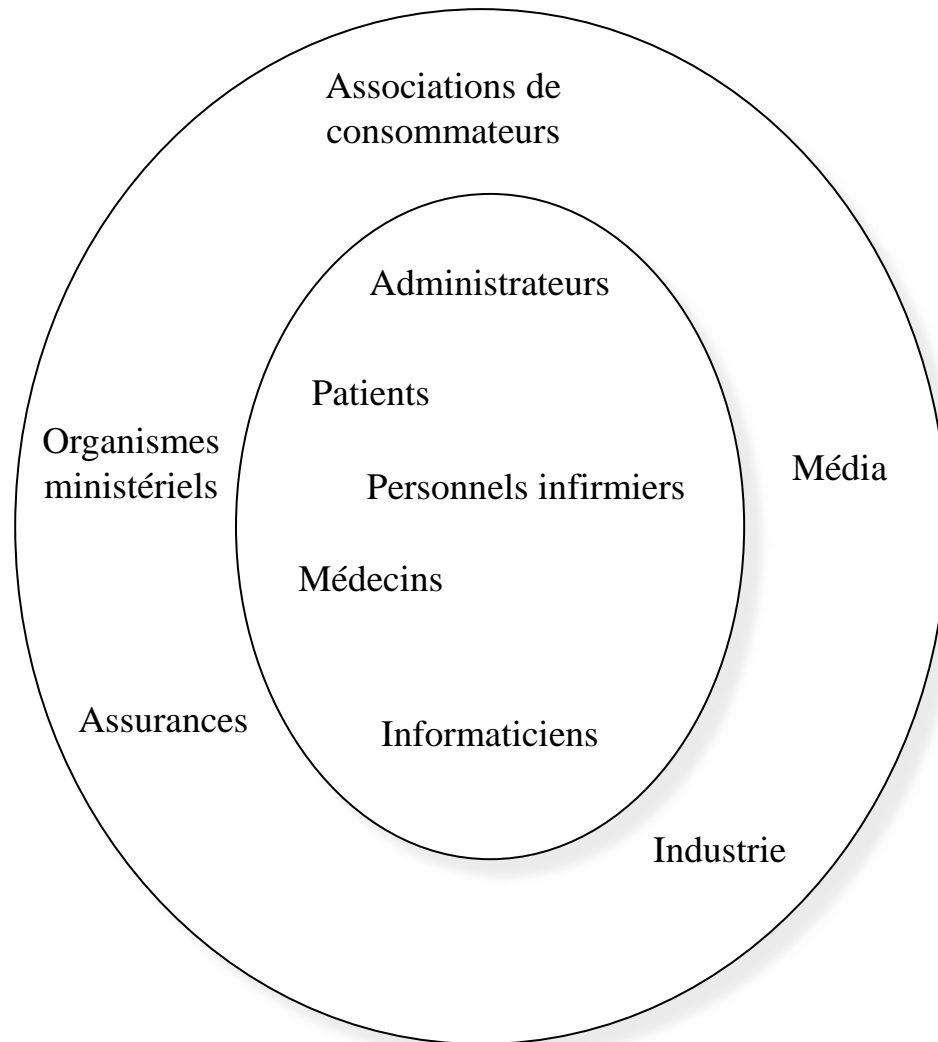 Associations de
consommateurs
Administrateurs
Patients
Organismes
ministériels
Média
Personnels infirmiers
Médecins
Assurances
Informaticiens
Industrie